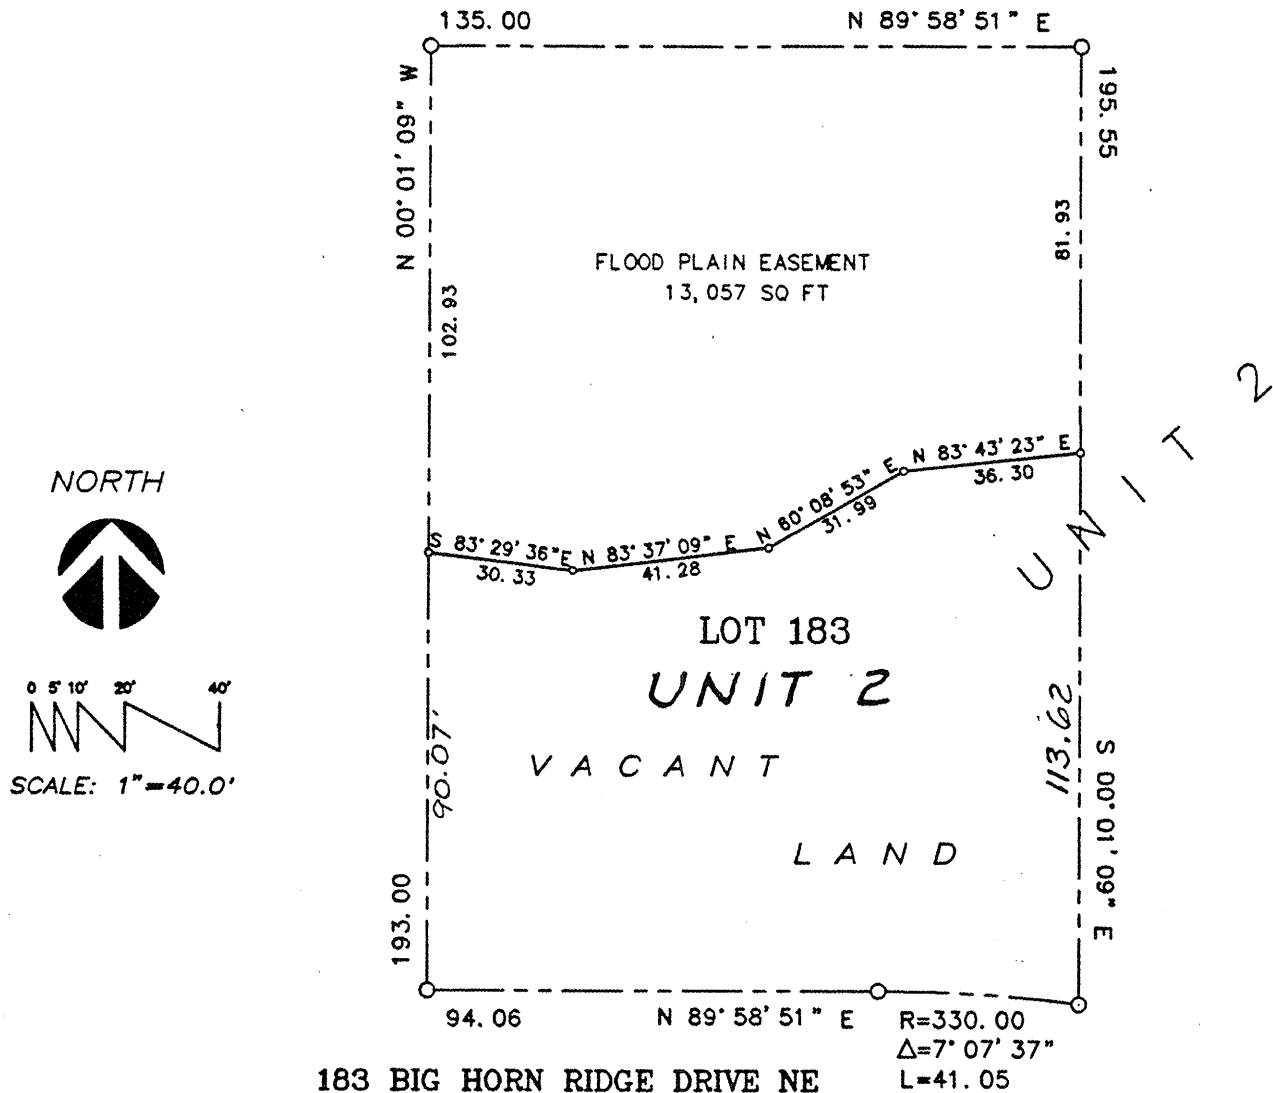 135.00 N 89° 58' 51" E
N 00° 01' 09" W
195.55
81.93
FLOOD PLAIN EASEMENT
13,057 SQ FT
102.93
UNIT 2
NORTH
N 83° 43' 23" E
36.30
N 60° 08' 53" E
31.99
S 83° 29' 36" E
30.33
N 83° 37' 09" E
41.28
LOT 183
UNIT 2
0 5' 10' 20' 40'
SCALE: 1"=40.0'
90.07'
113.62
VACANT
LAND
S 00° 01' 09" E
193.00
94.06 N 89° 58' 51" E
R=330.00
Δ=7° 07' 37"
L=41.05
183 BIG HORN RIDGE DRIVE NE